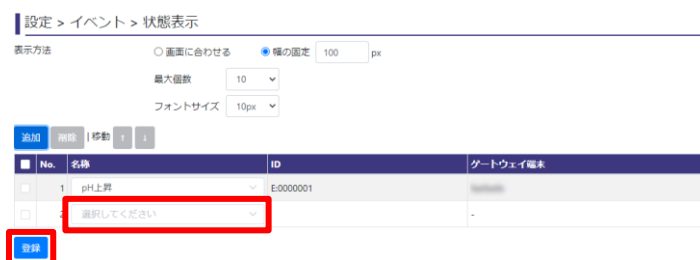 設定 > イベント > 状態表示
表示方法 画面に合わせる 幅の固定 100 px
最大個数 10
フォントサイズ 10px
追加 削除 | 移動 ↑ ↓
No. 名称 ID ゲートウェイ端末
1 pH上昇 E:0000001
2 選択してください -
登録